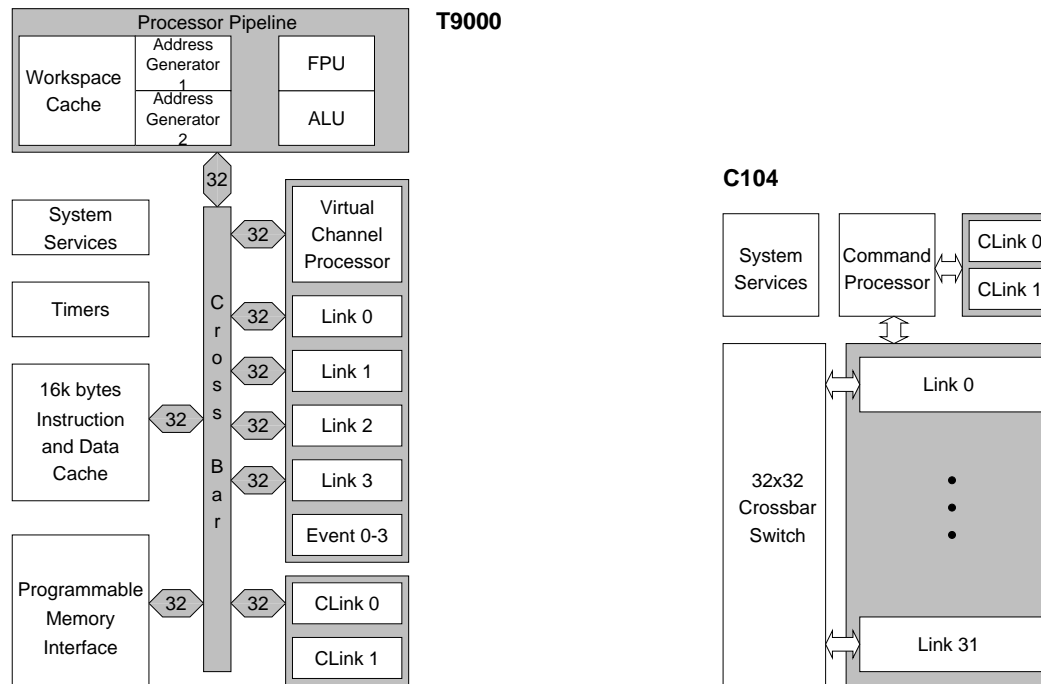 Processor Pipeline
T9000
Workspace
Cache
Address
Generator
1
Address
Generator
2
FPU
ALU
32
System
Services
Timers
16k bytes
Instruction
and Data
Cache
Programmable
Memory
Interface
32
32
Cross Bar
32
32
32
32
32
32
Virtual
Channel
Processor
Link 0
Link 1
Link 2
Link 3
Event 0-3
CLink 0
CLink 1
C104
System
Services
Command
Processor
CLink 0
CLink 1
32x32
Crossbar
Switch
Link 0
Link 31